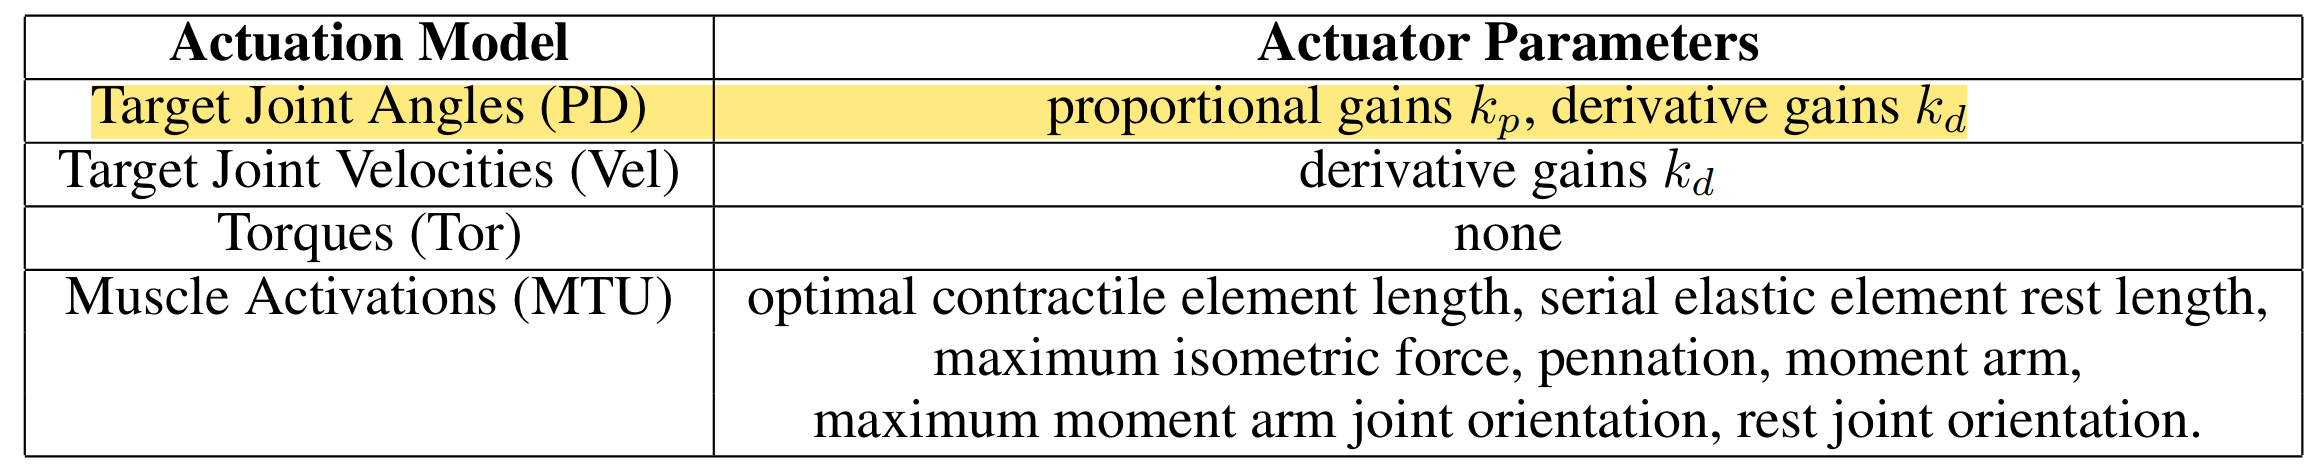 Actuation Model Actuator Parameters
Target Joint Angles (PD) proportional gains k_p, derivative gains k_d
Target Joint Velocities (Vel) derivative gains k_d
Torques (Tor) none
Muscle Activations (MTU) optimal contractile element length, serial elastic element rest length,
maximum isometric force, pennation, moment arm,
maximum moment arm joint orientation, rest joint orientation.